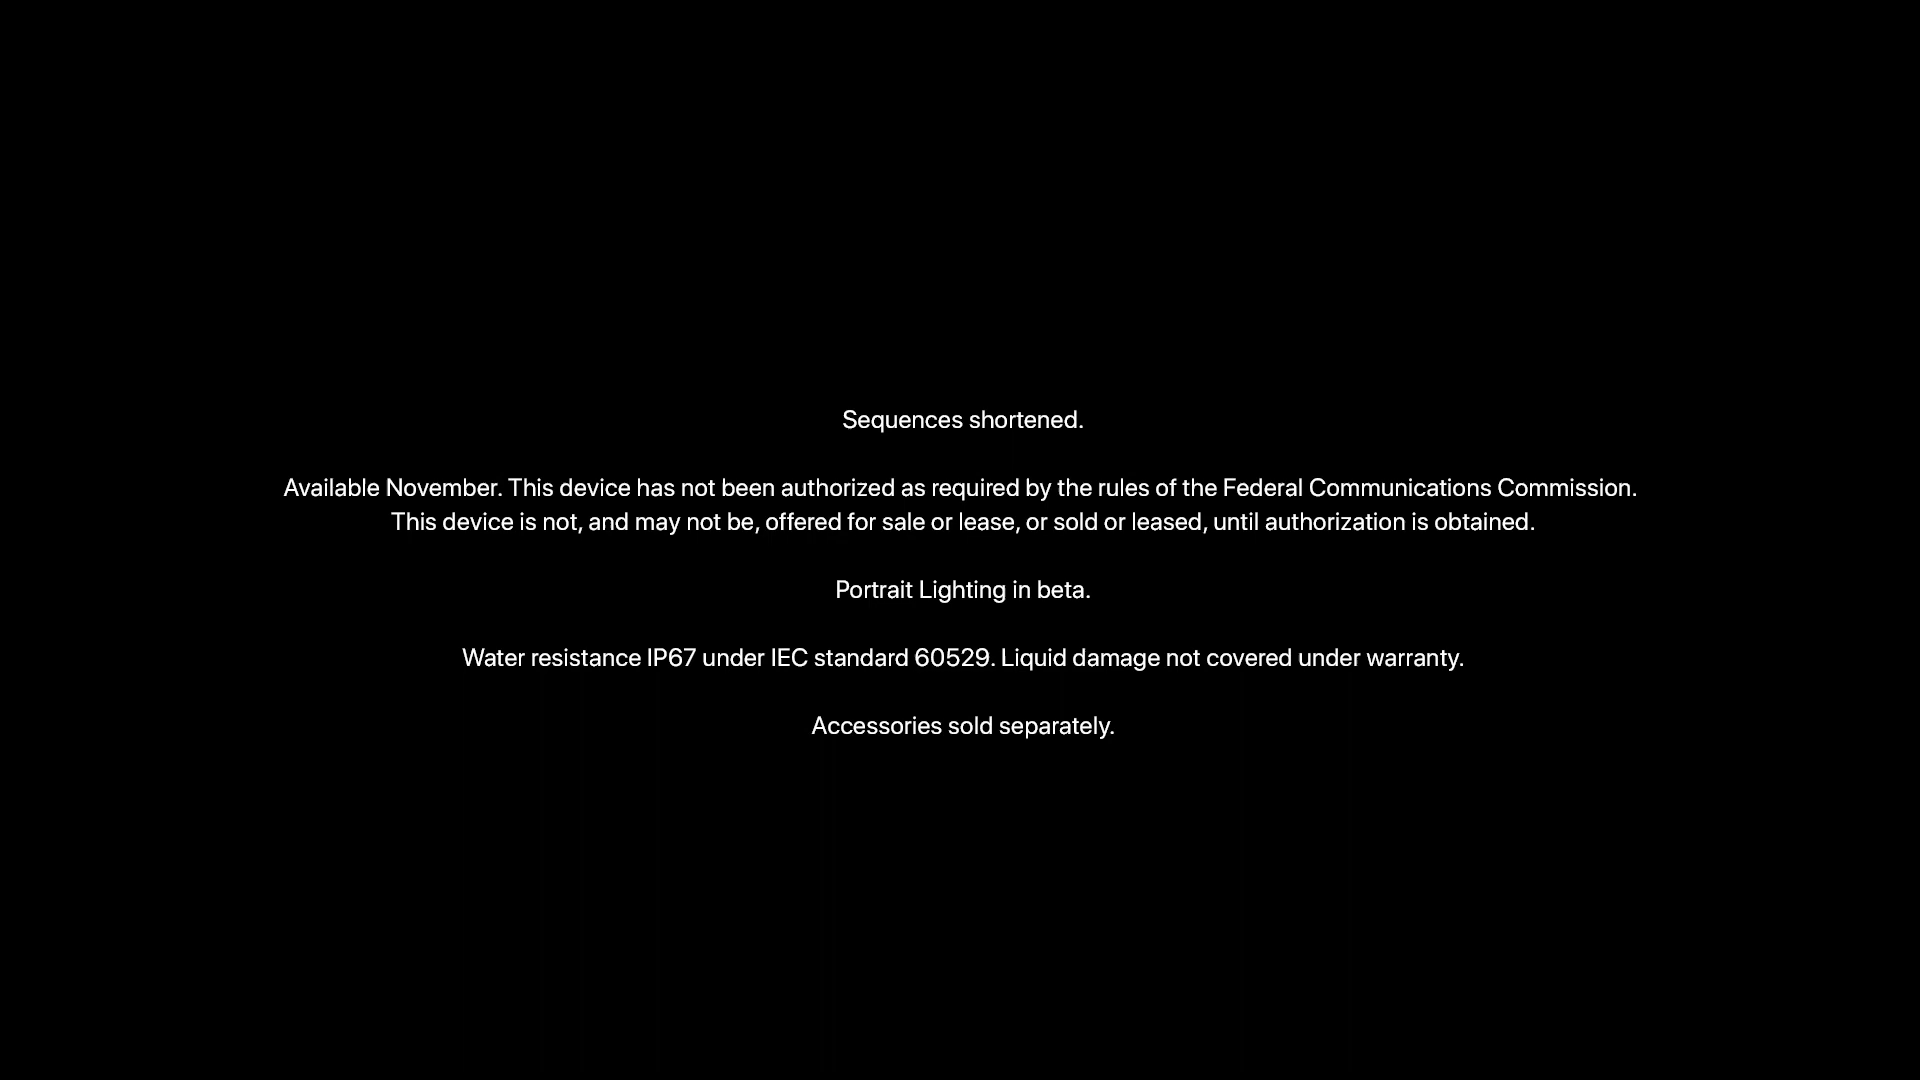 Sequences shortened.
Available November. This device has not been authorized as required by the rules of the Federal Communications Commission.
This device is not, and may not be, offered for sale or lease, or sold or leased, until authorization is obtained.
Portrait Lighting in beta.
Water resistance IP67 under IEC standard 60529. Liquid damage not covered under warranty.
Accessories sold separately.